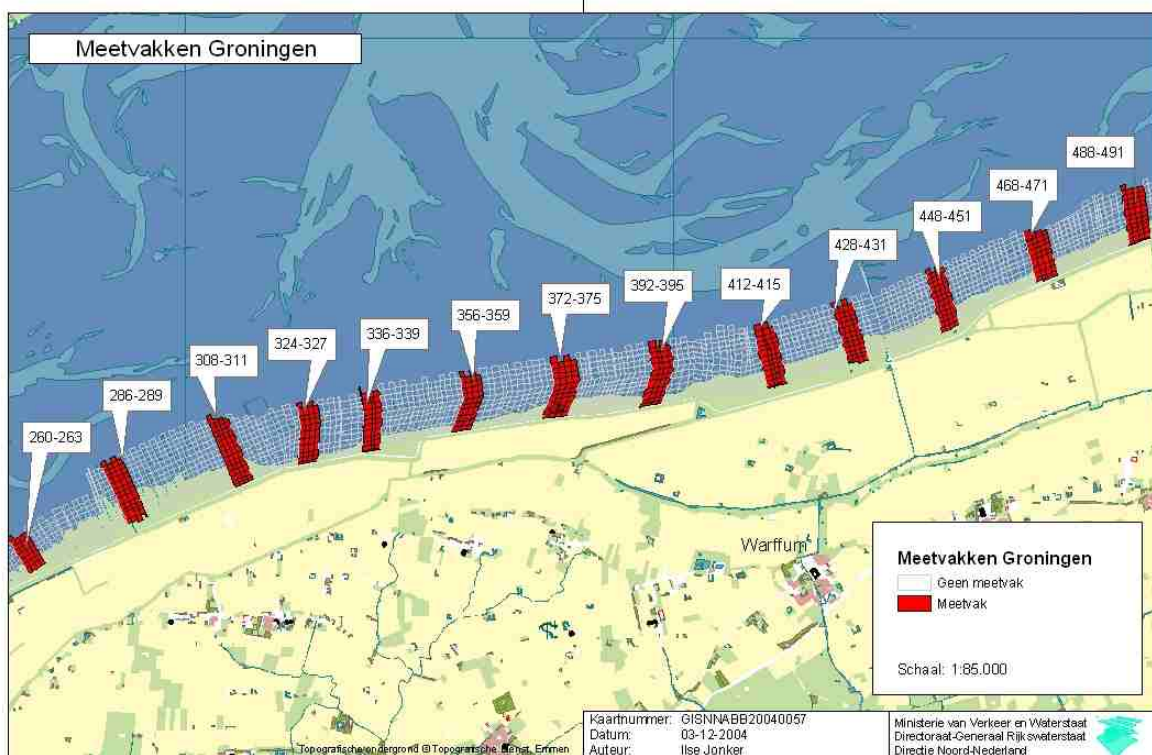 Meetvakken Groningen
488-491
468-471
448-451
428-431
412-415
392-395
372-375
356-359
336-339
324-327
308-311
286-289
260-263
Warffum
Meetvakken Groningen
Geen meetvak
Meetvak
Schaal: 1:85.000
Topografische ondergrond © Topografische Dienst, Emmen
Kaartnummer: GISNNABB20040057
Datum: 03-12-2004
Auteur: Ilse Jonker
Ministerie van Verkeer en Waterstaat
Directoraat-Generaal Rijkswaterstaat
Directie Noord-Nederland